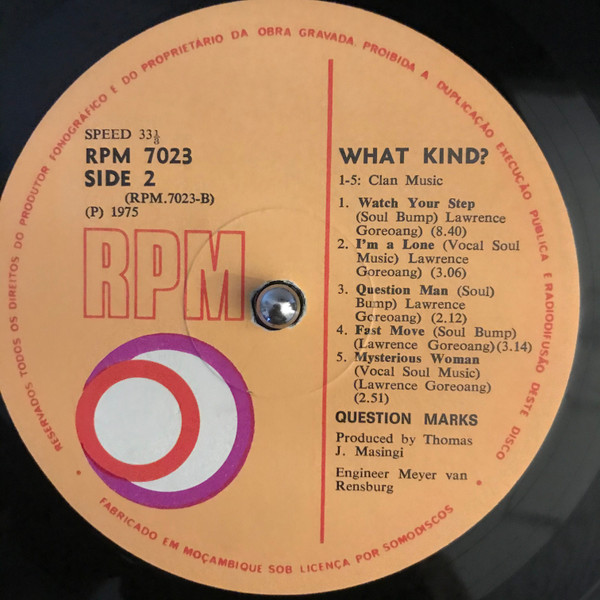 RESERVADOS TODOS OS DIREITOS DO PRODUTOR FONOGRÁFICO E DO PROPRIETÁRIO DA OBRA GRAVADA. PROIBIDA A DUPLICAÇÃO EXECUÇÃO PÚBLICA E RADIODIFUSÃO DESTE DISCO
SPEED 33⅓
RPM 7023
SIDE 2
(RPM.7023-B)
(P) 1975
RPM
WHAT KIND?
1-5: Clan Music
1. Watch Your Step
(Soul Bump) Lawrence
Goreoang) (8.40)
2. I'm a Lone (Vocal Soul
Music) Lawrence
Goreoang) (3.06)
3. Question Man (Soul)
Bump) Lawrence
Goreoang) (2.12)
4. Fast Move (Soul Bump)
(Lawrence Goreoang)(3.14)
5. Mysterious Woman
(Vocal Soul Music)
(Lawrence Goreoang)
(2.51)
QUESTION MARKS
Produced by Thomas
J. Masingi
Engineer Meyer van
Rensburg
FABRICADO EM MOÇAMBIQUE SOB LICENÇA POR SOMODISCOS